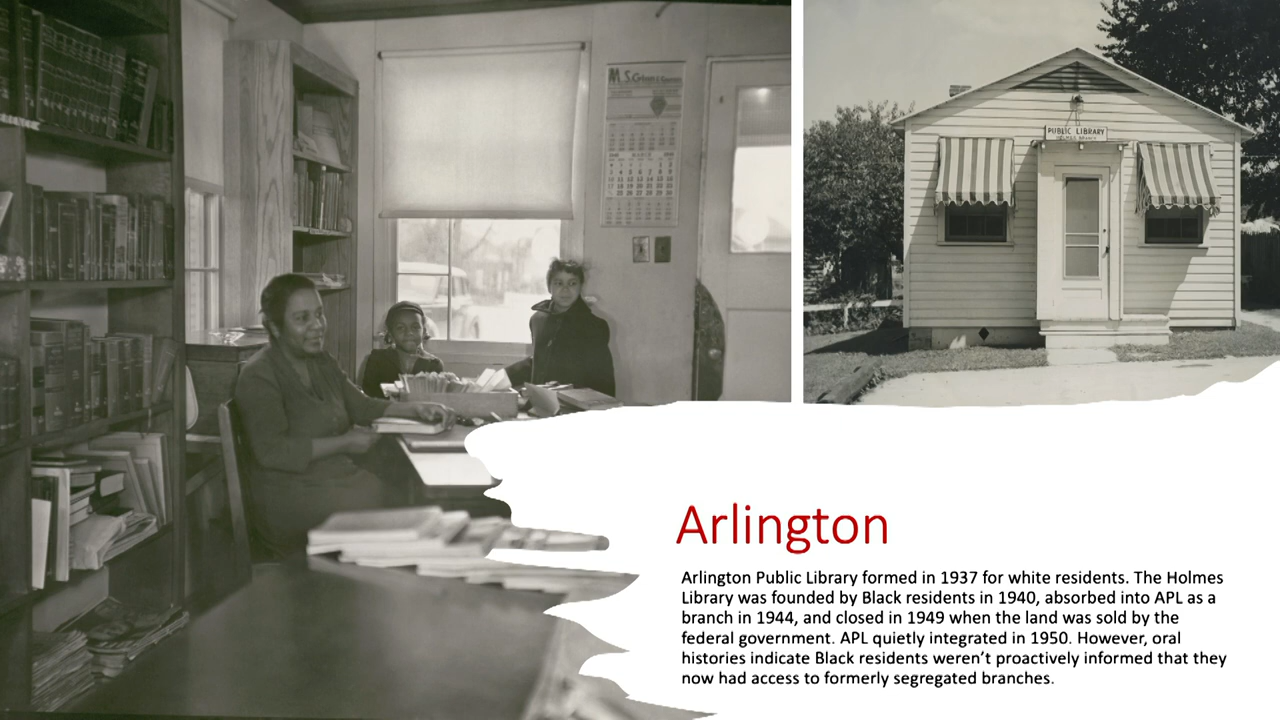 M.S.
PUBLIC LIBRARY
HOLMES BRANCH
Arlington
Arlington Public Library formed in 1937 for white residents. The Holmes
Library was founded by Black residents in 1940, absorbed into APL as a
branch in 1944, and closed in 1949 when the land was sold by the
federal government. APL quietly integrated in 1950. However, oral
histories indicate Black residents weren't proactively informed that they
now had access to formerly segregated branches.